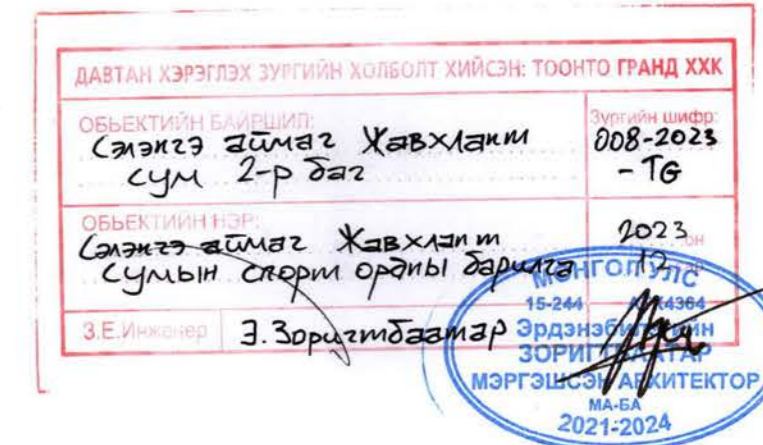 ДАВТАН ХЭРЭГЛЭХ ЗУРГИЙН ХОЛБОЛТ ХИЙСЭН: ТООНТО ГРАНД ХХК
ОБЬЕКТИЙН БАЙРШИЛ:
Сэлэнгэ аймаг Жавхлант
сум 2-р баг
Зургийн шифр:
008-2023
- TG
ОБЬЕКТИЙН НЭР:
Сэлэнгэ аймаг Жавхлант
сумын спорт ордны барилга
2023 он
12
З.Е.Инженер Э.Зоригтбаатар
МОНГОЛ УЛС
15-244
Эрдэнэбилэгийн
ЗОРИГТБААТАР
МЭРГЭШСЭН АРХИТЕКТОР
МА-БА
2021-2024